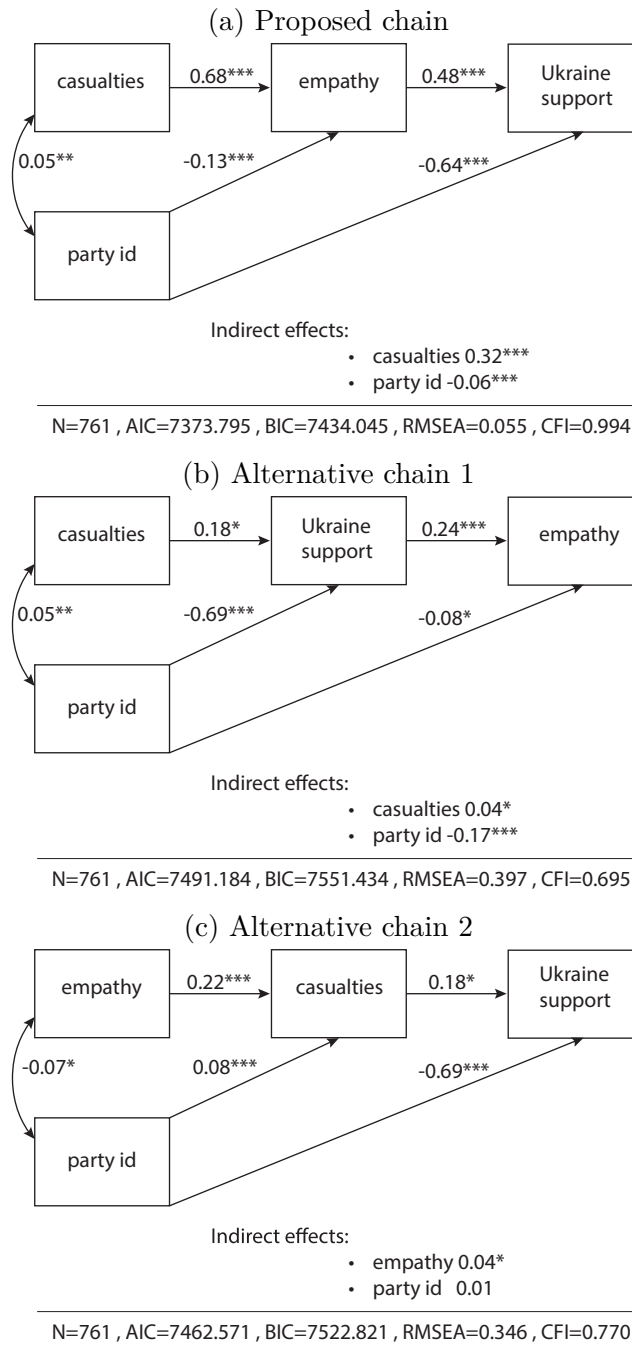 (a) Proposed chain
casualties 0.68*** empathy 0.48*** Ukraine support
0.05** -0.13*** -0.64***
party id
Indirect effects:
• casualties 0.32***
• party id -0.06***
N=761 , AIC=7373.795 , BIC=7434.045 , RMSEA=0.055 , CFI=0.994
(b) Alternative chain 1
casualties 0.18* Ukraine support 0.24*** empathy
0.05** -0.69*** -0.08*
party id
Indirect effects:
• casualties 0.04*
• party id -0.17***
N=761 , AIC=7491.184 , BIC=7551.434 , RMSEA=0.397 , CFI=0.695
(c) Alternative chain 2
empathy 0.22*** casualties 0.18* Ukraine support
-0.07* 0.08*** -0.69***
party id
Indirect effects:
• empathy 0.04*
• party id 0.01
N=761 , AIC=7462.571 , BIC=7522.821 , RMSEA=0.346 , CFI=0.770